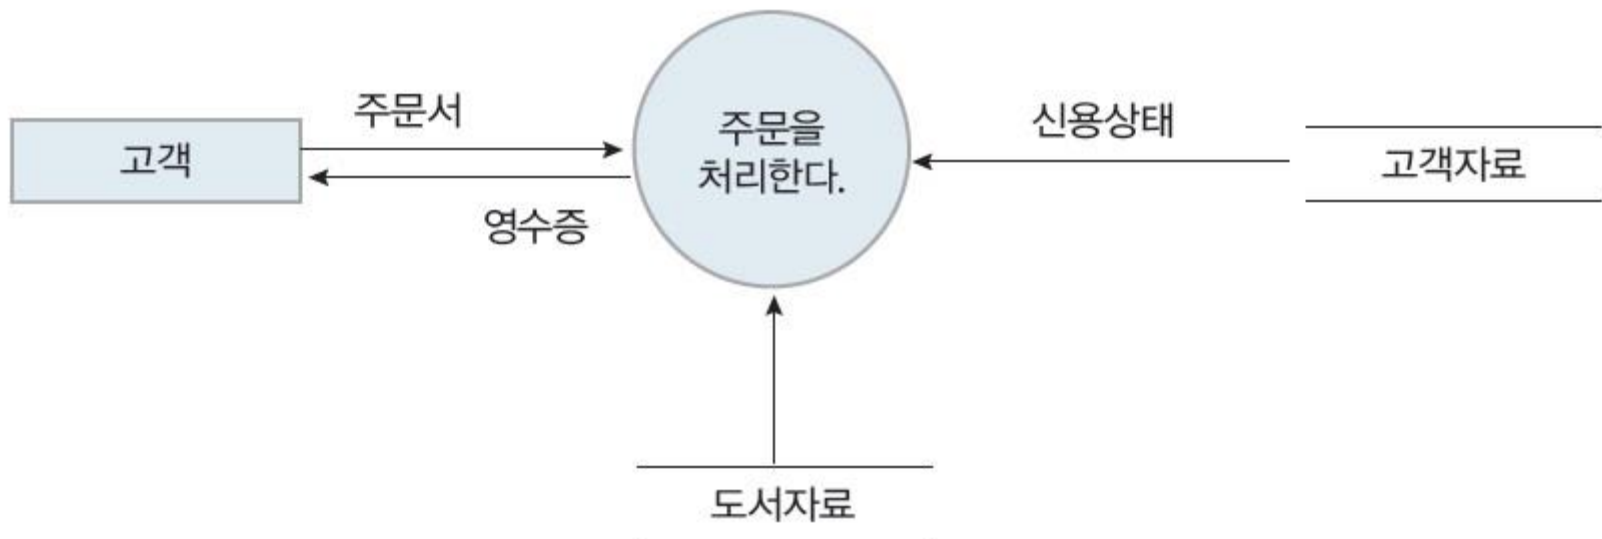 주문서
신용상태
고객
주문을
처리한다.
고객자료
영수증
도서자료